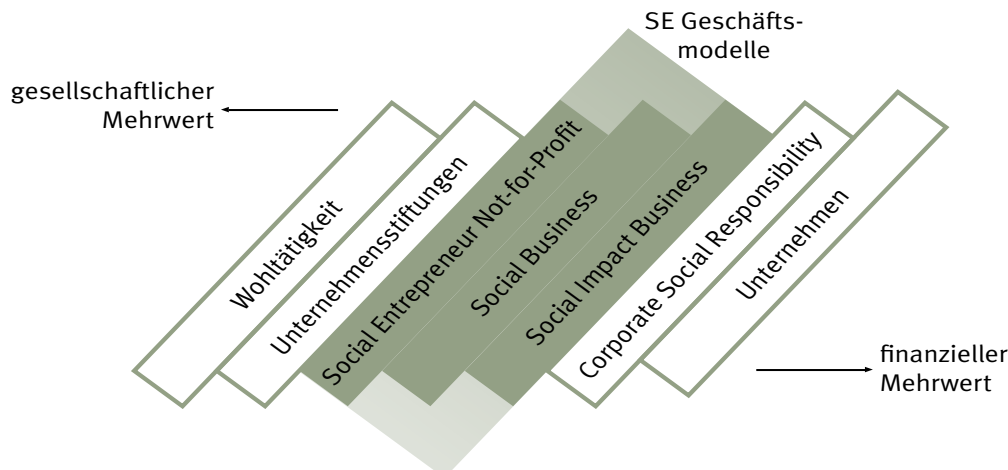 SE Geschäfts-
modelle
gesellschaftlicher
Mehrwert
Wohltätigkeit
Unternehmensstiftungen
Social Entrepreneur Not-for-Profit
Social Business
Social Impact Business
Corporate Social Responsibility
Unternehmen
finanzieller
Mehrwert